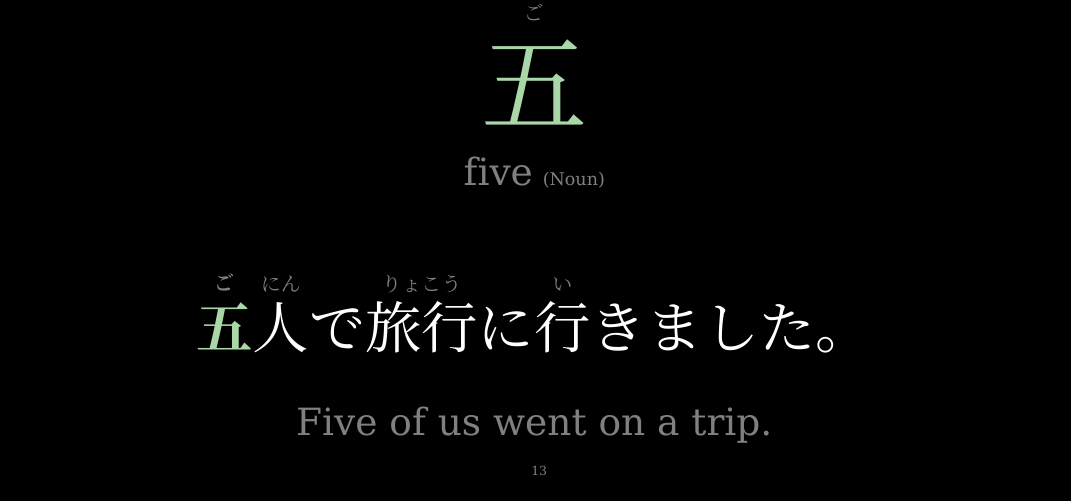 ご
五
five (Noun)
ご にん りょこう い
五人で旅行に行きました。
Five of us went on a trip.
13